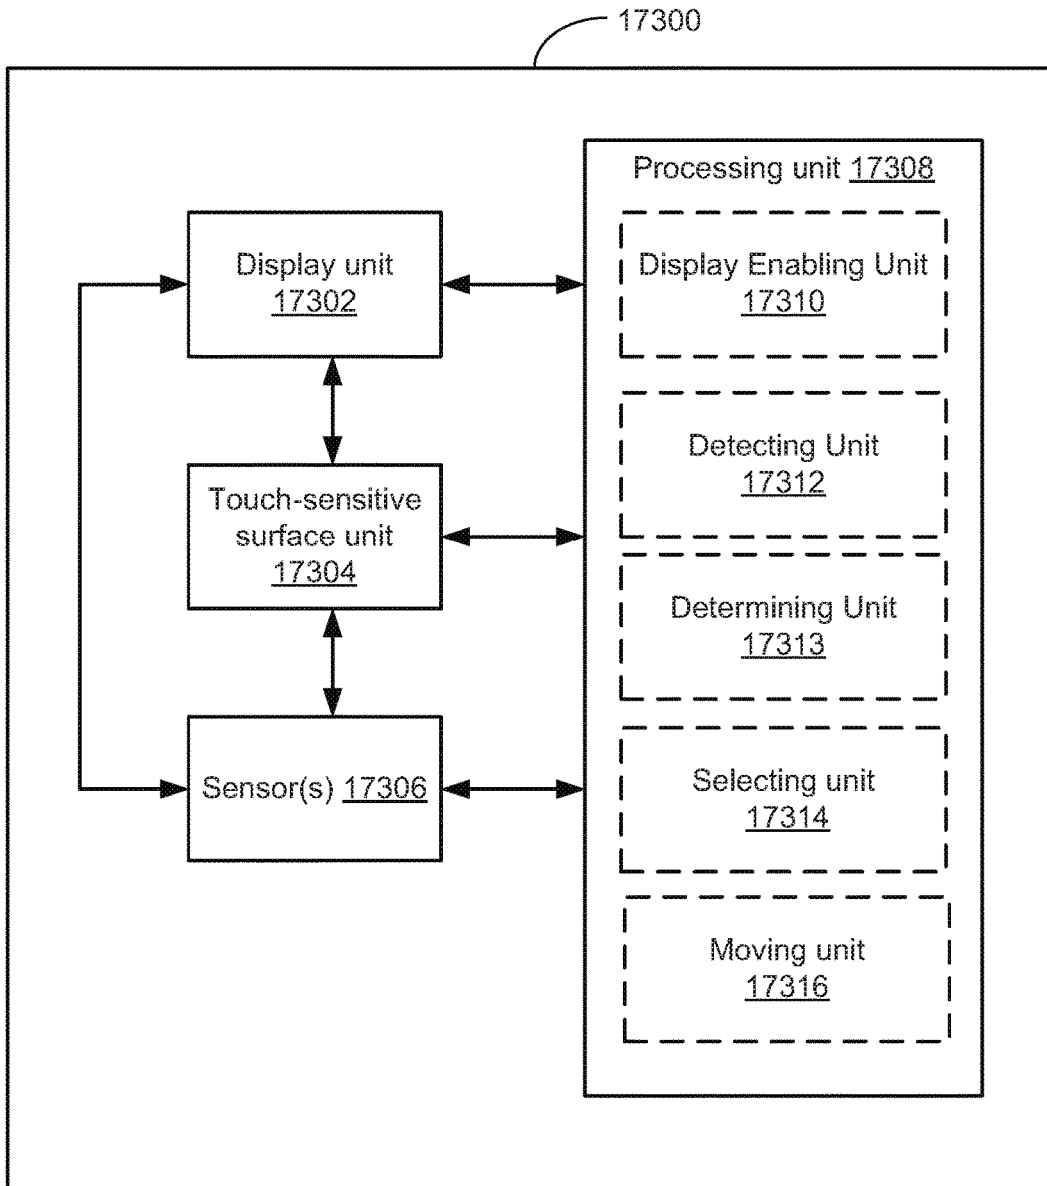 17300
Processing unit 17308
Display unit
17302
Display Enabling Unit
17310
Detecting Unit
17312
Touch-sensitive
surface unit
17304
Determining Unit
17313
Sensor(s) 17306
Selecting unit
17314
Moving unit
17316